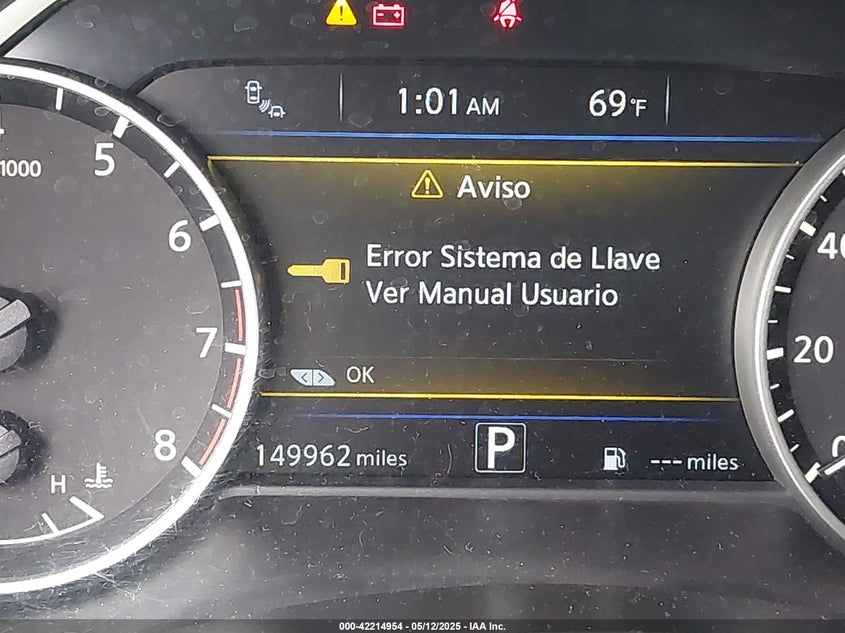 1:01 AM 69°F
Aviso
Error Sistema de Llave
Ver Manual Usuario
OK
149962 miles P --- miles
1000
5
6
7
8
H
40
20
0
000-42214954 - 05/12/2025 - IAA Inc.